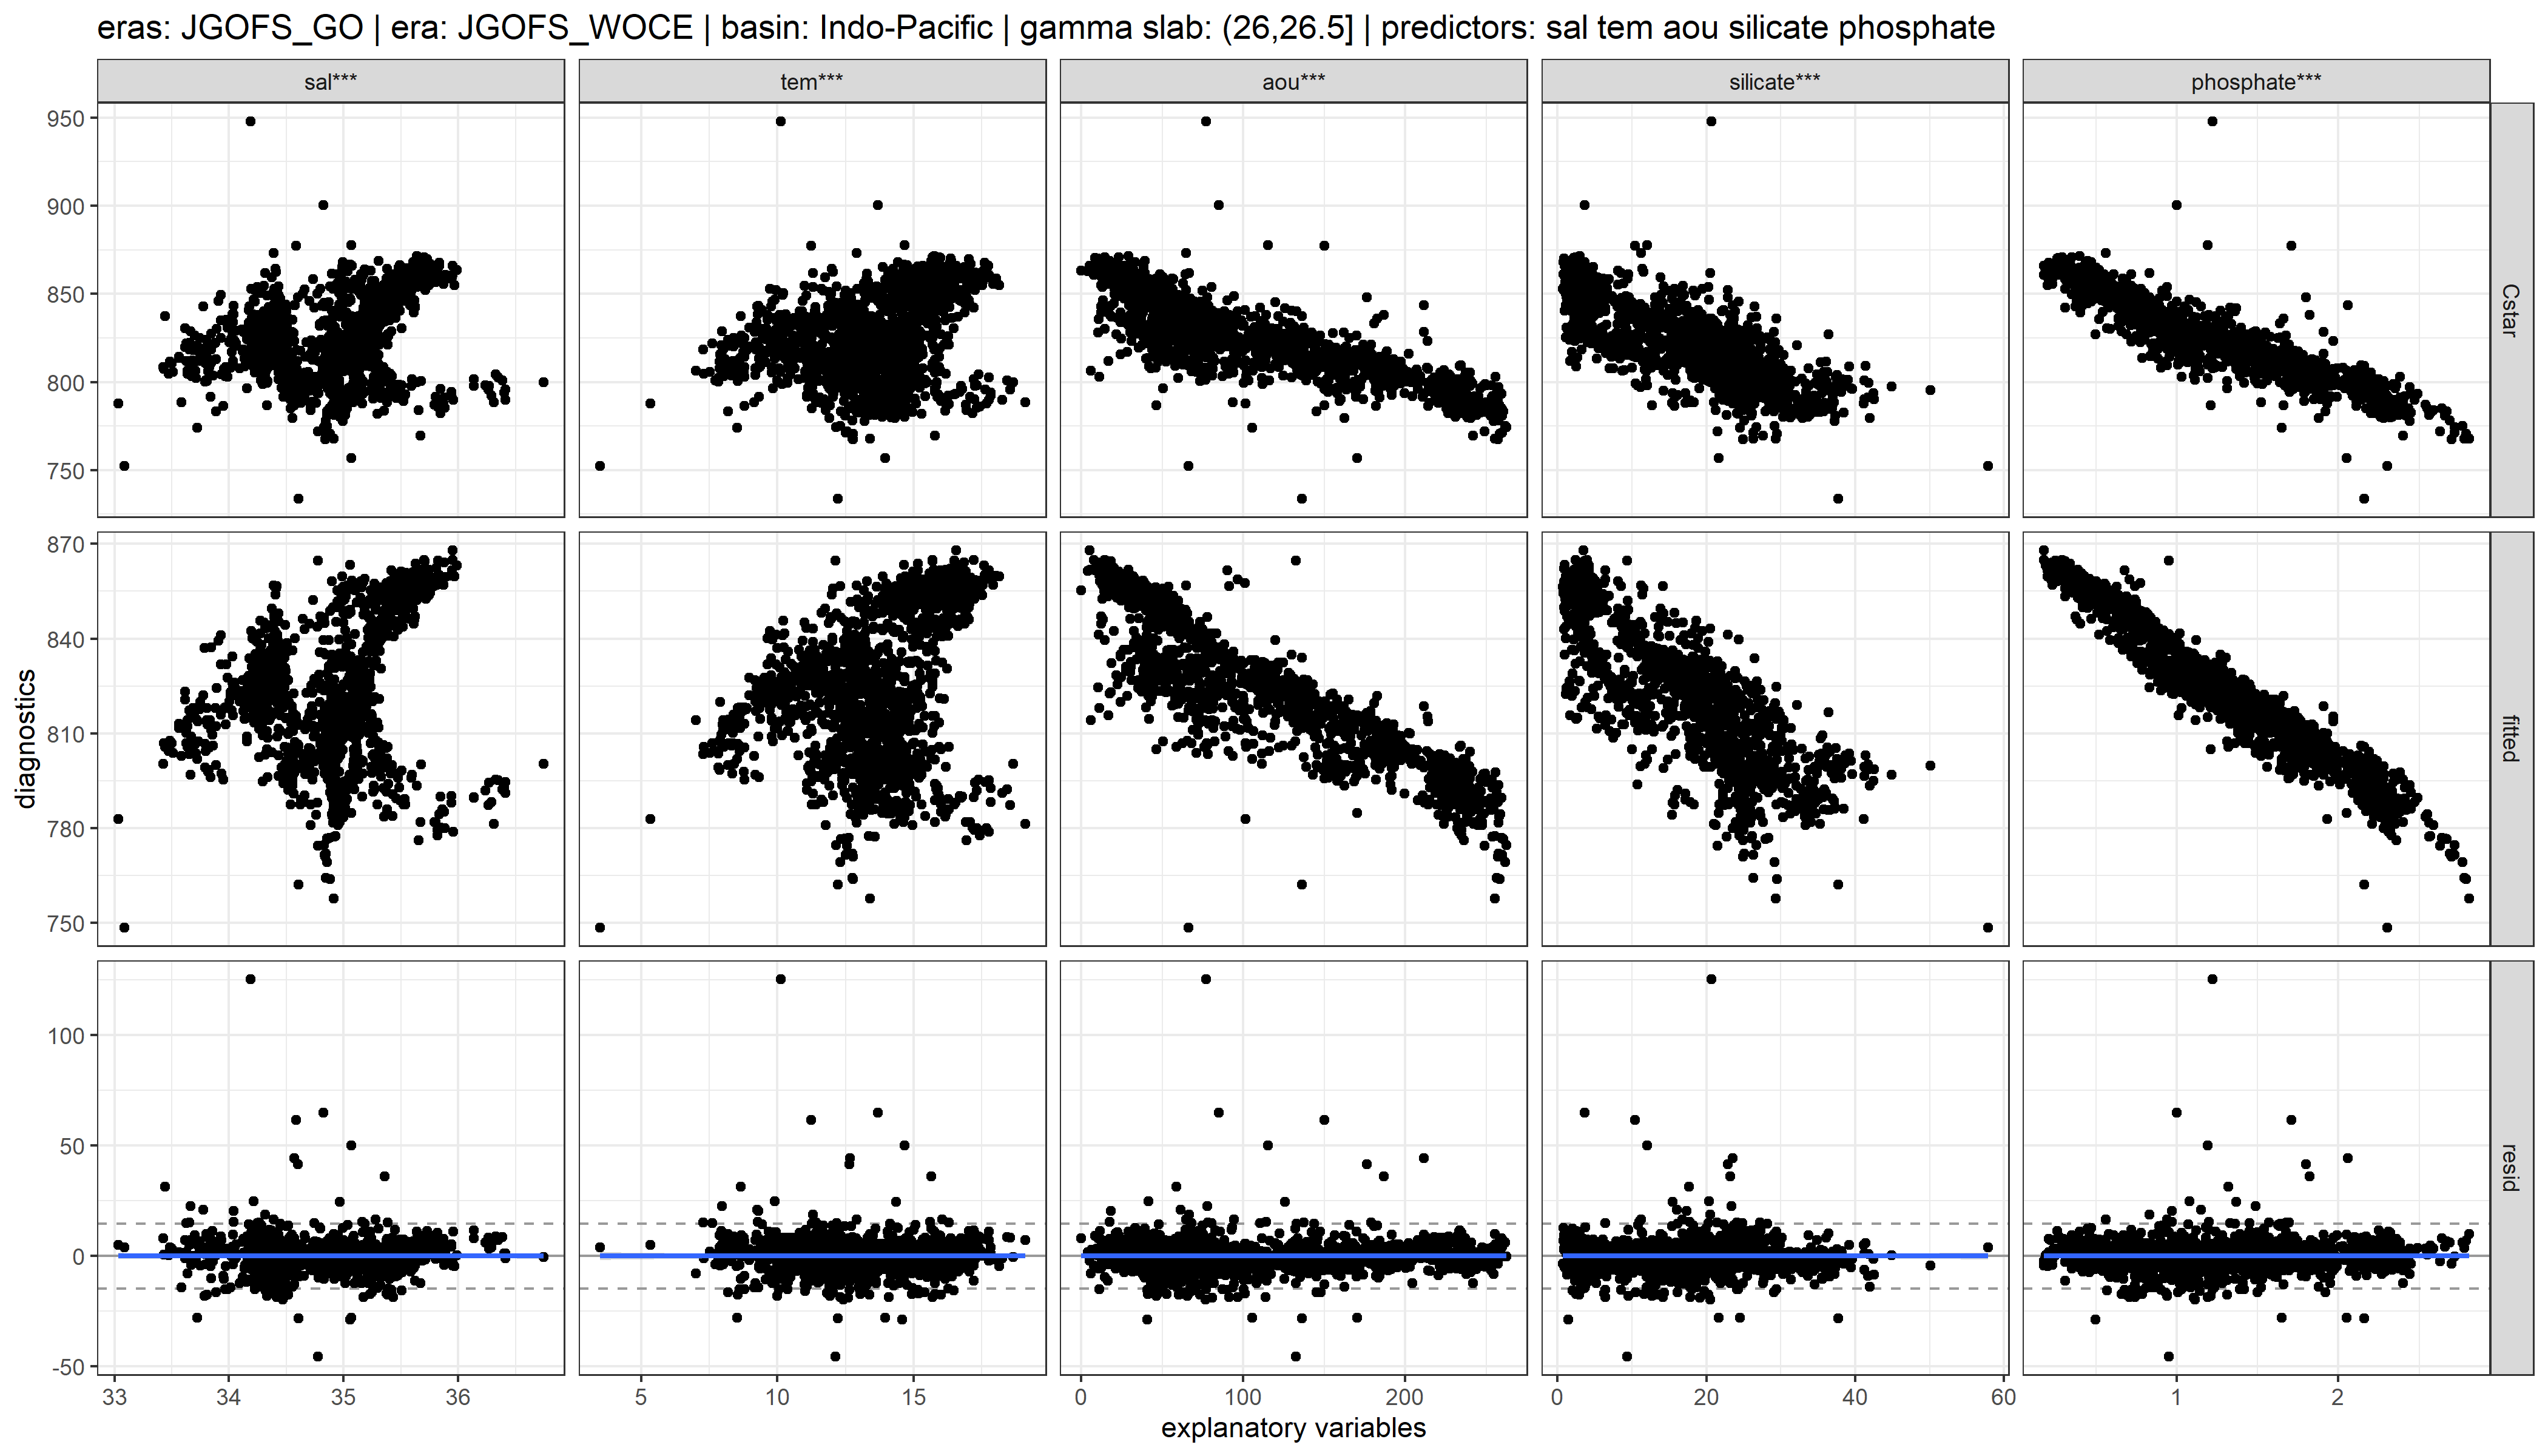 eras: JGOFS_GO | era: JGOFS_WOCE | basin: Indo-Pacific | gamma slab: (26,26.5] | predictors: sal tem aou silicate phosphate
sal*** tem*** aou*** silicate*** phosphate***
950
900
850
800
750
Cstar
870
840
810
780
750
fitted
diagnostics
100
50
0
-50
resid
33 34 35 36 5 10 15 0 100 200 0 20 40 60 1 2
explanatory variables